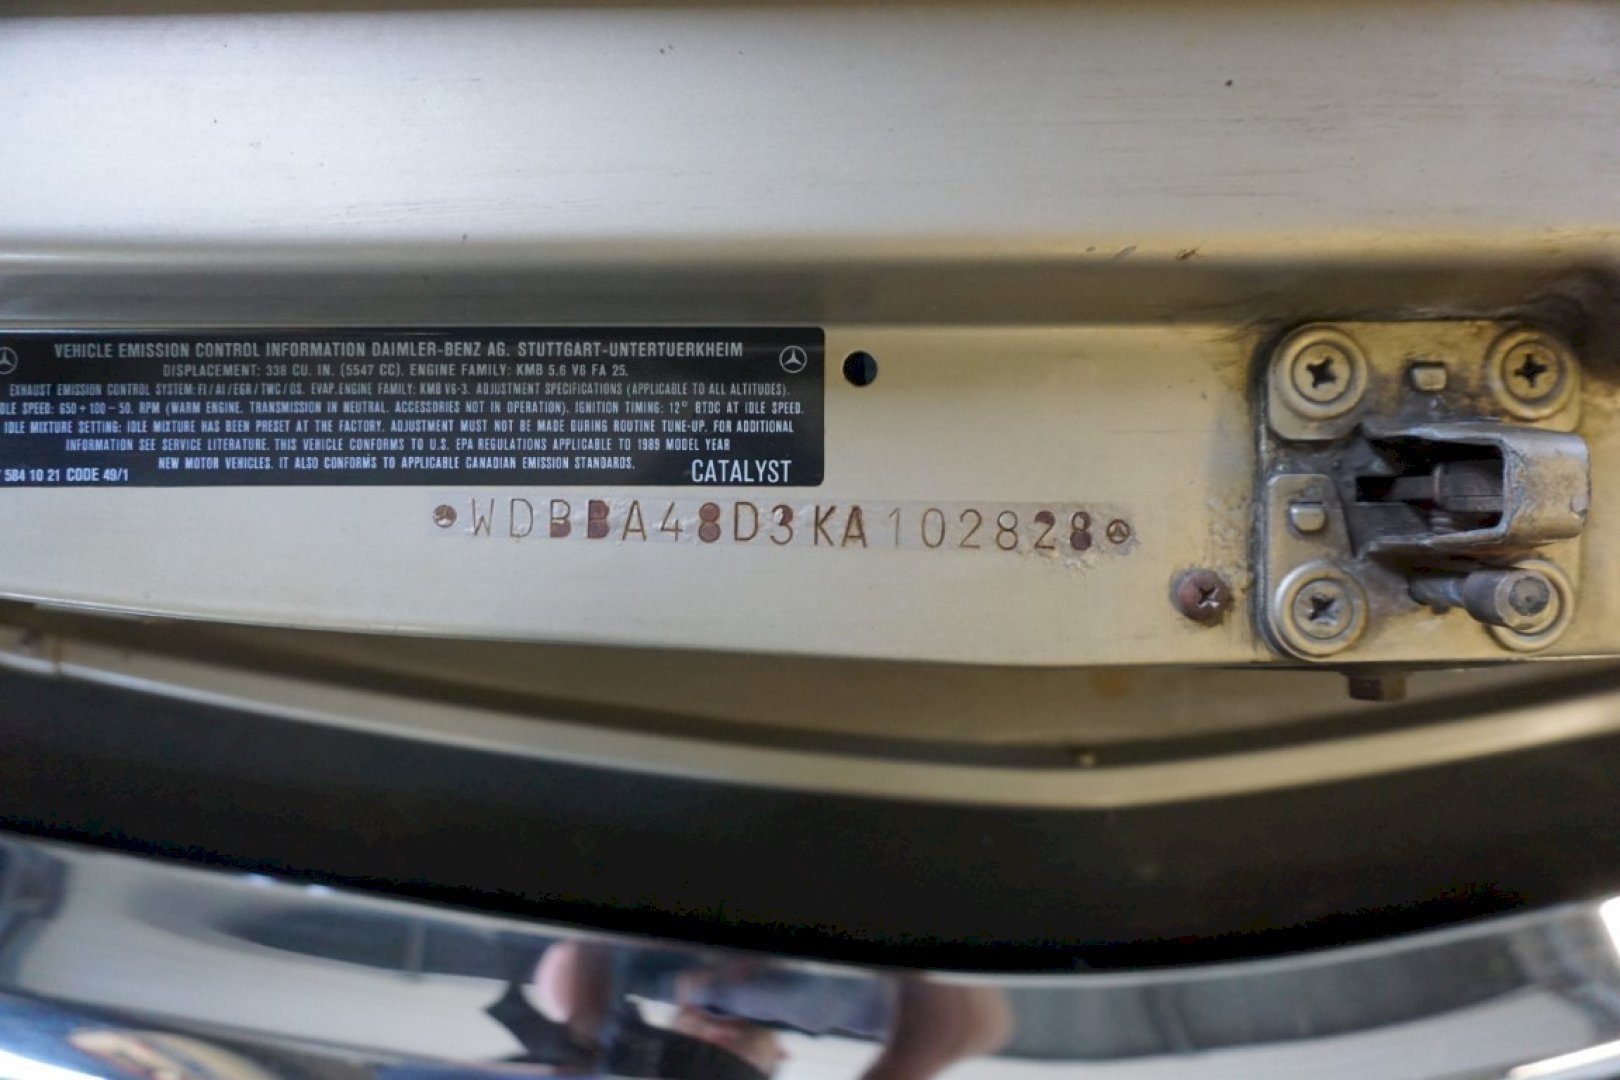 VEHICLE EMISSION CONTROL INFORMATION DAIMLER-BENZ AG. STUTTGART-UNTERTUERKHEIM
DISPLACEMENT: 338 CU. IN. (5547 CC). ENGINE FAMILY: KMB 5.6 V6 FA 25.
EXHAUST EMISSION CONTROL SYSTEM: FI/AI/EGR/TWC/OS. EVAP. ENGINE FAMILY: KMB V6-3. ADJUSTMENT SPECIFICATIONS (APPLICABLE TO ALL ALTITUDES).
DLE SPEED: 650+100-50. RPM (WARM ENGINE, TRANSMISSION IN NEUTRAL, ACCESSORIES NOT IN OPERATION). IGNITION TIMING: 12° BTDC AT IDLE SPEED.
IDLE MIXTURE SETTING: IDLE MIXTURE HAS BEEN PRESET AT THE FACTORY. ADJUSTMENT MUST NOT BE MADE DURING ROUTINE TUNE-UP. FOR ADDITIONAL
INFORMATION SEE SERVICE LITERATURE. THIS VEHICLE CONFORMS TO U.S. EPA REGULATIONS APPLICABLE TO 1989 MODEL YEAR
NEW MOTOR VEHICLES. IT ALSO CONFORMS TO APPLICABLE CANADIAN EMISSION STANDARDS.
584 10 21 CODE 49/1 CATALYST
WDBBA48D3KA102828